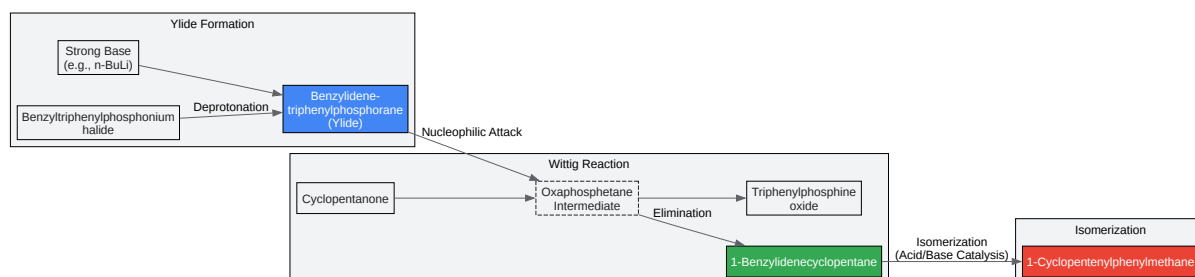 Ylide Formation
Strong Base
(e.g., n-BuLi)
Benzyltriphenylphosphonium
halide
Deprotonation
Benzylidene-
triphenylphosphorane
(Ylide)
Nucleophilic Attack
Wittig Reaction
Cyclopentanone
Oxaphosphetane
Intermediate
Triphenylphosphine
oxide
Elimination
1-Benzylidenecyclopentane
Isomerization
(Acid/Base Catalysis)
Isomerization
1-Cyclopentenylphenylmethane